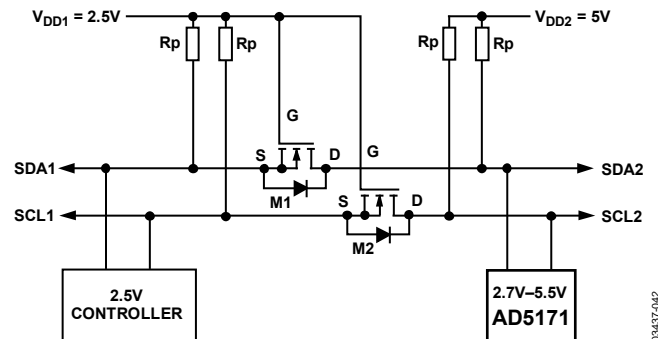 VDD1 = 2.5V
VDD2 = 5V
Rp
Rp
Rp
Rp
G
G
SDA1
S
D
SDA2
M1
S
D
SCL1
SCL2
M2
2.5V
CONTROLLER
2.7V–5.5V
AD5171
03437-042